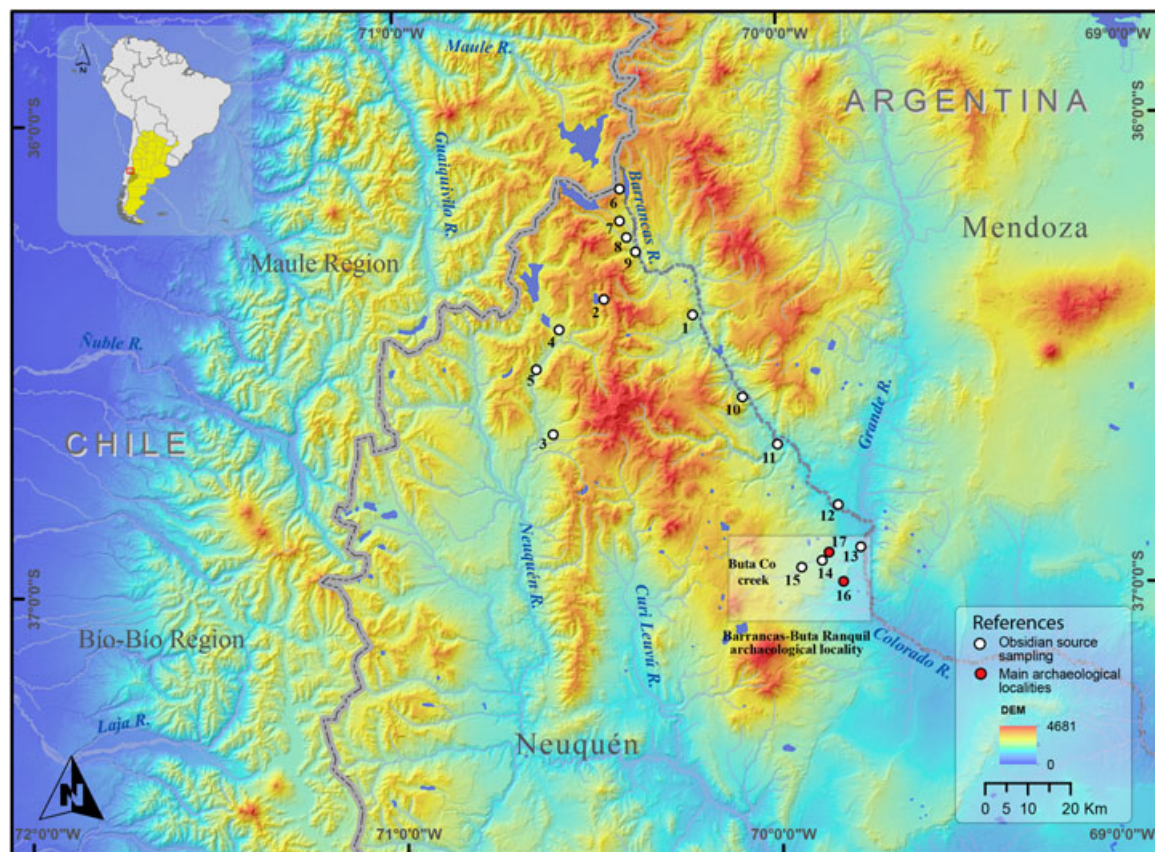 71°0'0"W
70°0'0"W
69°0'0"W
N
Maule R.
ARGENTINA
36°0'0"S
36°0'0"S
Guaiquivilo R.
Barrancas R.
6
7
8
9
Mendoza
Maule Region
2
1
4
Ñuble R.
5
10
Grande R.
CHILE
3
11
12
17
13
Buta Co
creek
15
14
16
Neuquén R.
37°0'0"S
37°0'0"S
Curi Leuvú R.
Barrancas-Buta Ranquil
archaeological locality
Colorado R.
Bío-Bío Region
Laja R.
Neuquén
References
Obsidian source
sampling
Main archaeological
localities
DEM
4681
0
0 5 10 20 Km
N
72°0'0"W
71°0'0"W
70°0'0"W
69°0'0"W